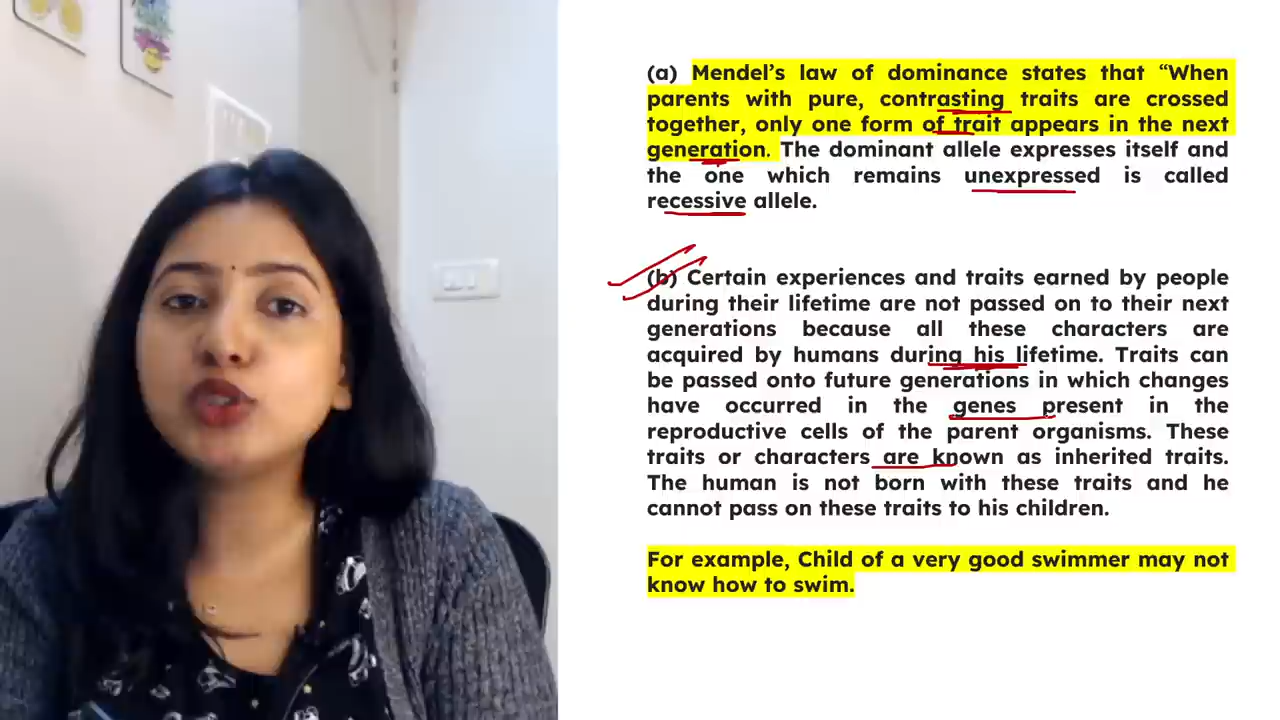 (a) Mendel’s law of dominance states that “When
parents with pure, contrasting traits are crossed
together, only one form of trait appears in the next
generation. The dominant allele expresses itself and
the one which remains unexpressed is called
recessive allele.
(b) Certain experiences and traits earned by people
during their lifetime are not passed on to their next
generations because all these characters are
acquired by humans during his lifetime. Traits can
be passed onto future generations in which changes
have occurred in the genes present in the
reproductive cells of the parent organisms. These
traits or characters are known as inherited traits.
The human is not born with these traits and he
cannot pass on these traits to his children.
For example, Child of a very good swimmer may not
know how to swim.